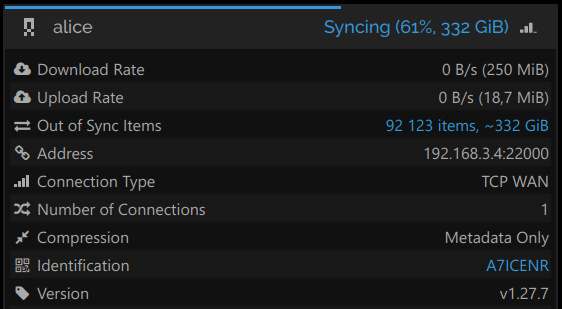 alice Syncing (61%, 332 GiB)
Download Rate 0 B/s (250 MiB)
Upload Rate 0 B/s (18,7 MiB)
Out of Sync Items 92 123 items, ~332 GiB
Address 192.168.3.4:22000
Connection Type TCP WAN
Number of Connections 1
Compression Metadata Only
Identification A7ICENR
Version v1.27.7